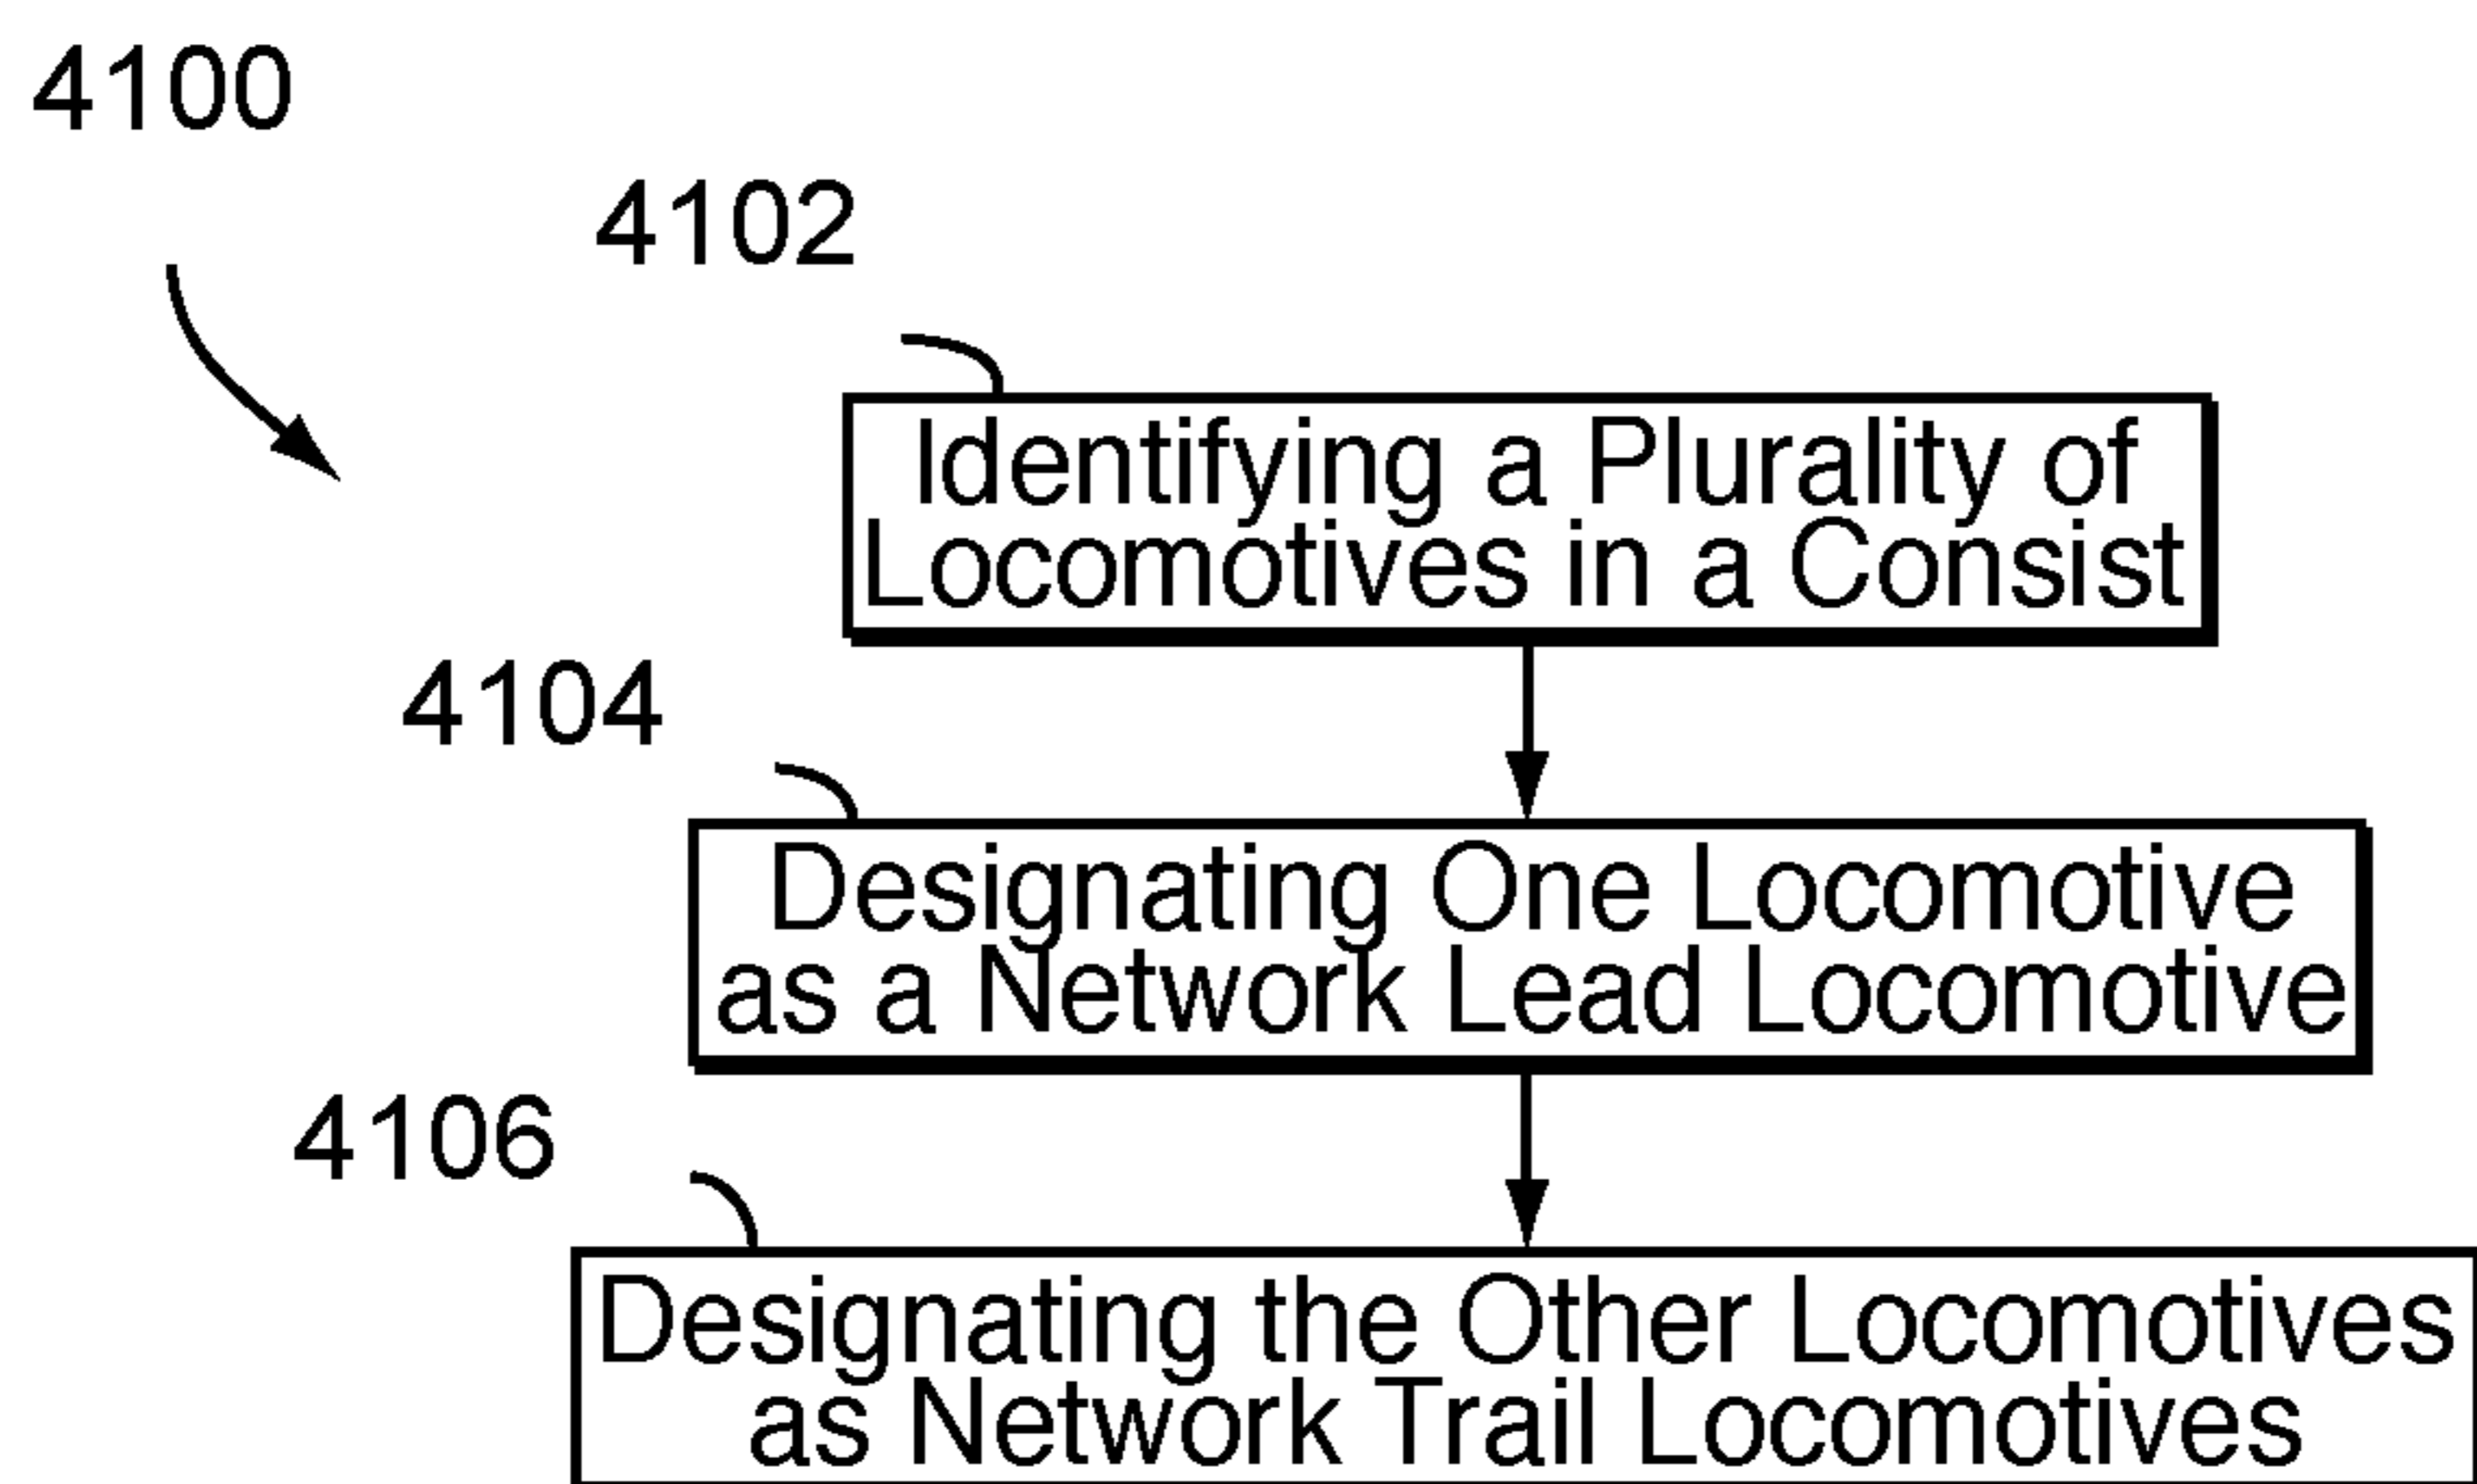 4100
4102
Identifying a Plurality of
Locomotives in a Consist
4104
Designating One Locomotive
as a Network Lead Locomotive
4106
Designating the Other Locomotives
as Network Trail Locomotives